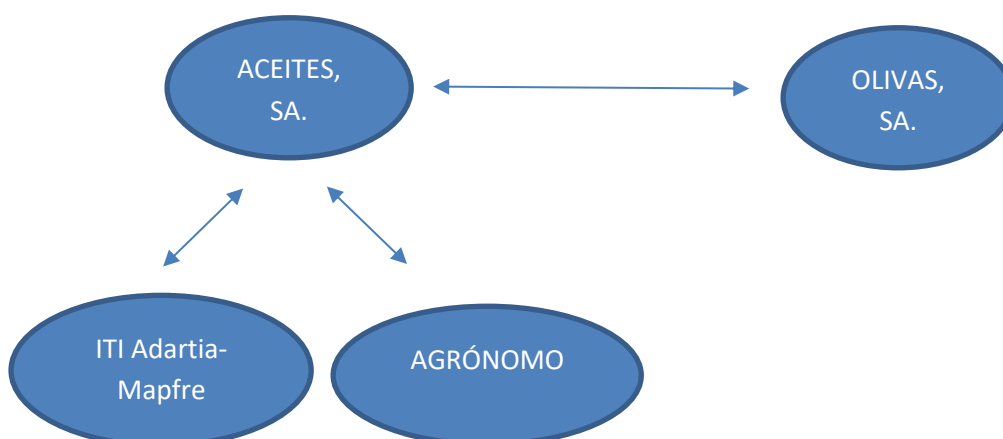 ACEITES,
SA.
OLIVAS,
SA.
ITI Adartia-
Mapfre
AGRÓNOMO